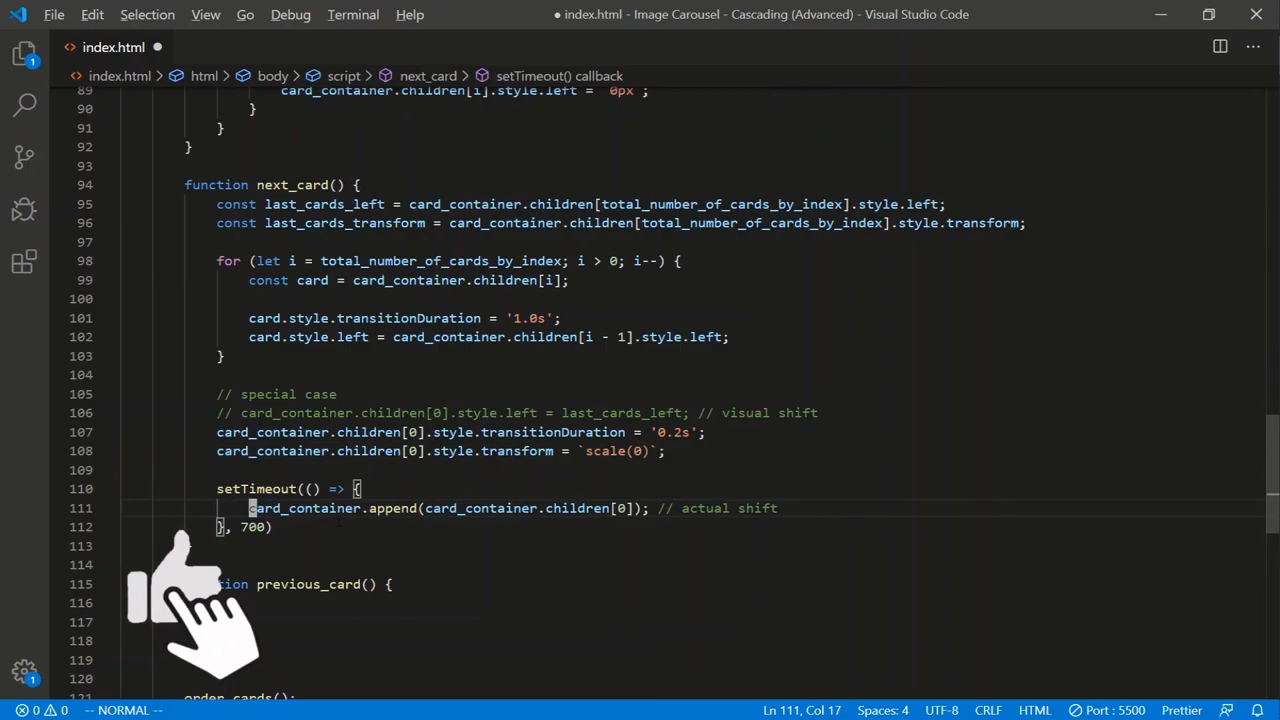 File Edit Selection View Go Debug Terminal Help ● index.html - Image Carousel - Cascading (Advanced) - Visual Studio Code
index.html
index.html > html > body > script > next_card > setTimeout() callback
89 card_container.children[i].style.left = `0px`;
90 }
91 }
92 }
93
94 function next_card() {
95 const last_cards_left = card_container.children[total_number_of_cards_by_index].style.left;
96 const last_cards_transform = card_container.children[total_number_of_cards_by_index].style.transform;
97
98 for (let i = total_number_of_cards_by_index; i > 0; i--) {
99 const card = card_container.children[i];
100
101 card.style.transitionDuration = '1.0s';
102 card.style.left = card_container.children[i - 1].style.left;
103 }
104
105 // special case
106 // card_container.children[0].style.left = last_cards_left; // visual shift
107 card_container.children[0].style.transitionDuration = '0.2s';
108 card_container.children[0].style.transform = `scale(0)`;
109
110 setTimeout(() => {
111 card_container.append(card_container.children[0]); // actual shift
112 }, 700)
113
114
115 tion previous_card() {
116
117
118
119
120
121 order_cards();
1
1
0 0 -- NORMAL -- Ln 111, Col 17 Spaces: 4 UTF-8 CRLF HTML Port : 5500 Prettier